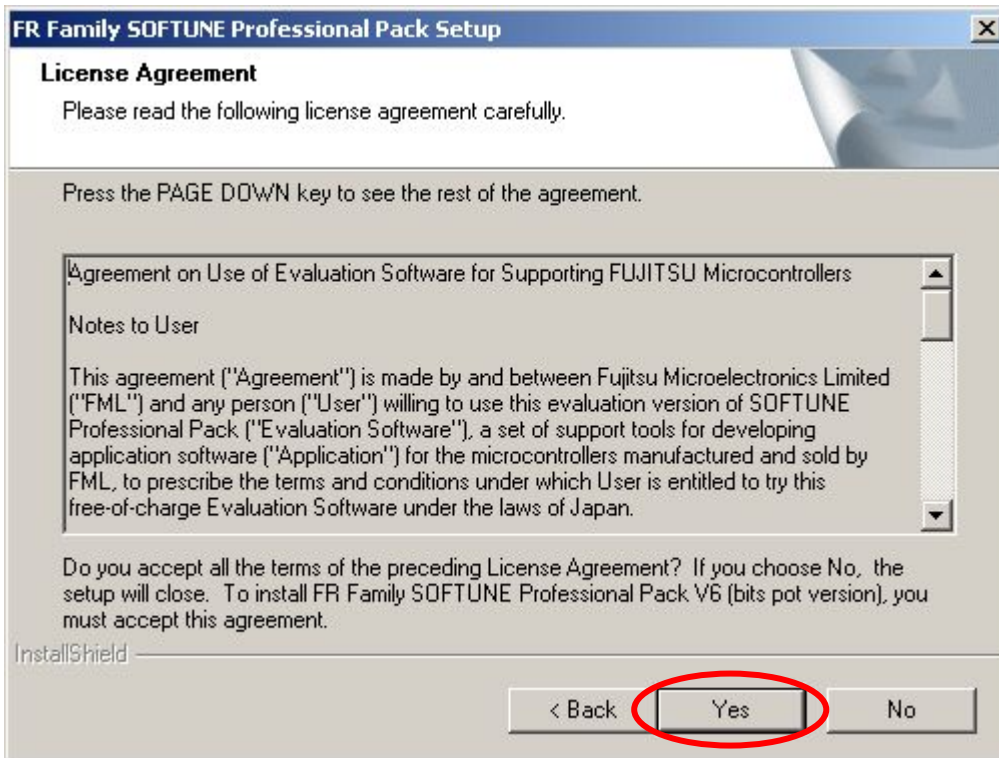 FR Family SOFTUNE Professional Pack Setup
License Agreement
Please read the following license agreement carefully.
Press the PAGE DOWN key to see the rest of the agreement.
Agreement on Use of Evaluation Software for Supporting FUJITSU Microcontrollers
Notes to User
This agreement ("Agreement") is made by and between Fujitsu Microelectronics Limited
("FML") and any person ("User") willing to use this evaluation version of SOFTUNE
Professional Pack ("Evaluation Software"), a set of support tools for developing
application software ("Application") for the microcontrollers manufactured and sold by
FML, to prescribe the terms and conditions under which User is entitled to try this
free-of-charge Evaluation Software under the laws of Japan.
Do you accept all the terms of the preceding License Agreement?  If you choose No,  the
setup will close.  To install FR Family SOFTUNE Professional Pack V6 (bits pot version), you
must accept this agreement.
InstallShield
< Back Yes No